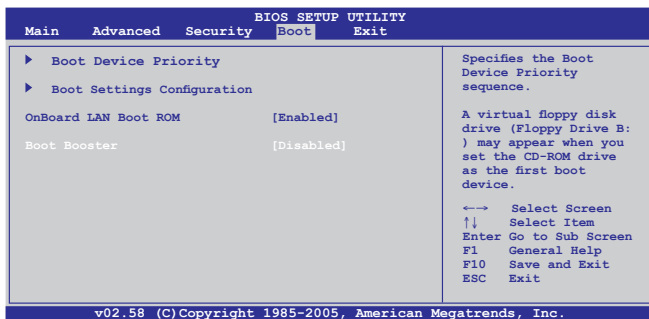 BIOS SETUP UTILITY
Main Advanced Security Boot Exit
Boot Device Priority
Boot Settings Configuration
OnBoard LAN Boot ROM [Enabled]
Boot Booster [Disabled]
Specifies the Boot
Device Priority
sequence.
A virtual floppy disk
drive (Floppy Drive B:
) may appear when you
set the CD-ROM drive
as the first boot
device.
←→ Select Screen
↑↓ Select Item
Enter Go to Sub Screen
F1 General Help
F10 Save and Exit
ESC Exit
v02.58 (C)Copyright 1985-2005, American Megatrends, Inc.